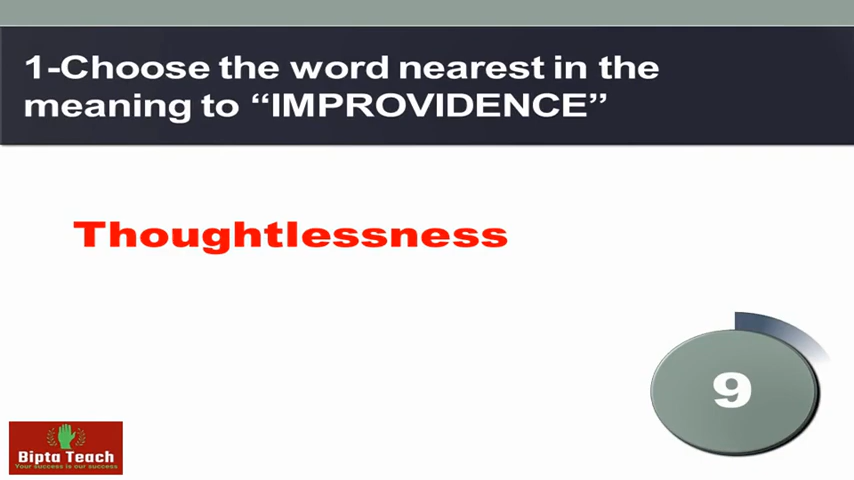 1-Choose the word nearest in the
meaning to “IMPROVIDENCE”
Thoughtlessness
9
Bipta Teach
Your success is our success